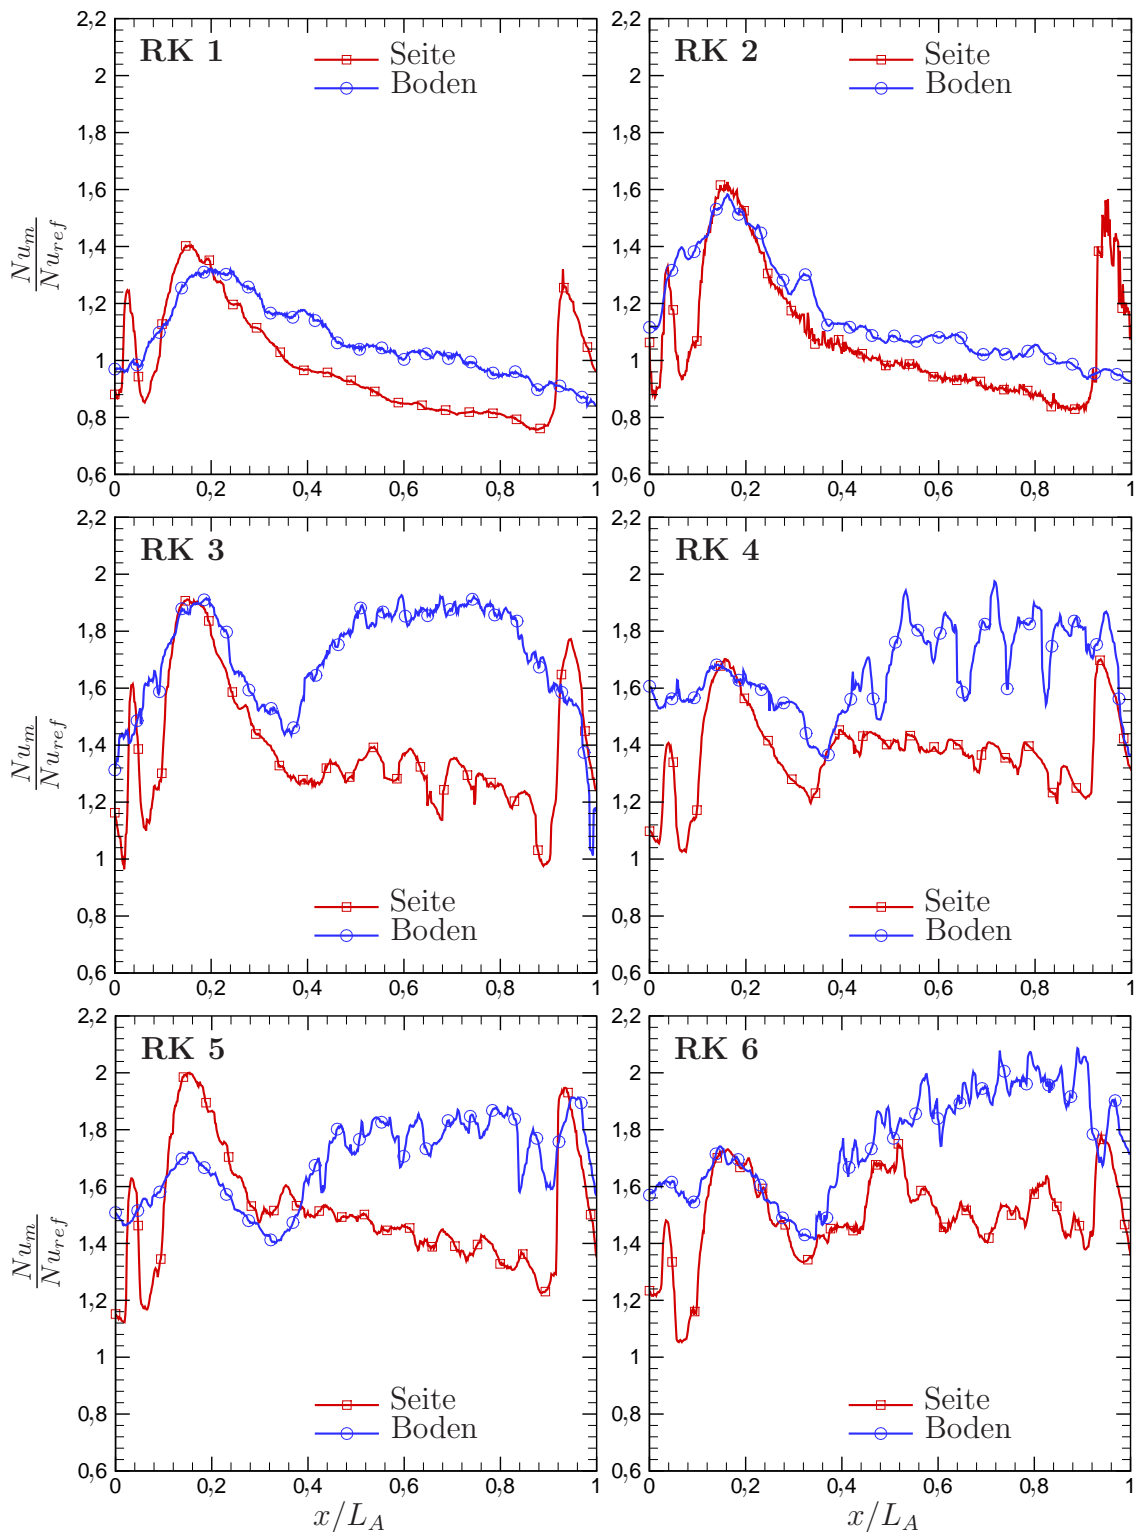 2,2
RK 1
Seite
Boden
2
1,8
1,6
1,4
1,2
1
0,8
0,6
Nu_m
Nu_ref
0 0,2 0,4 0,6 0,8 1
2,2
RK 2
Seite
Boden
2
1,8
1,6
1,4
1,2
1
0,8
0,6
0 0,2 0,4 0,6 0,8 1
2,2
RK 3
2
1,8
1,6
1,4
1,2
1
0,8
0,6
Nu_m
Nu_ref
Seite
Boden
0 0,2 0,4 0,6 0,8 1
2,2
RK 4
2
1,8
1,6
1,4
1,2
1
0,8
0,6
Seite
Boden
0 0,2 0,4 0,6 0,8 1
2,2
RK 5
2
1,8
1,6
1,4
1,2
1
0,8
0,6
Nu_m
Nu_ref
Seite
Boden
0 0,2 0,4 0,6 0,8 1
x/L_A
2,2
RK 6
2
1,8
1,6
1,4
1,2
1
0,8
0,6
Seite
Boden
0 0,2 0,4 0,6 0,8 1
x/L_A